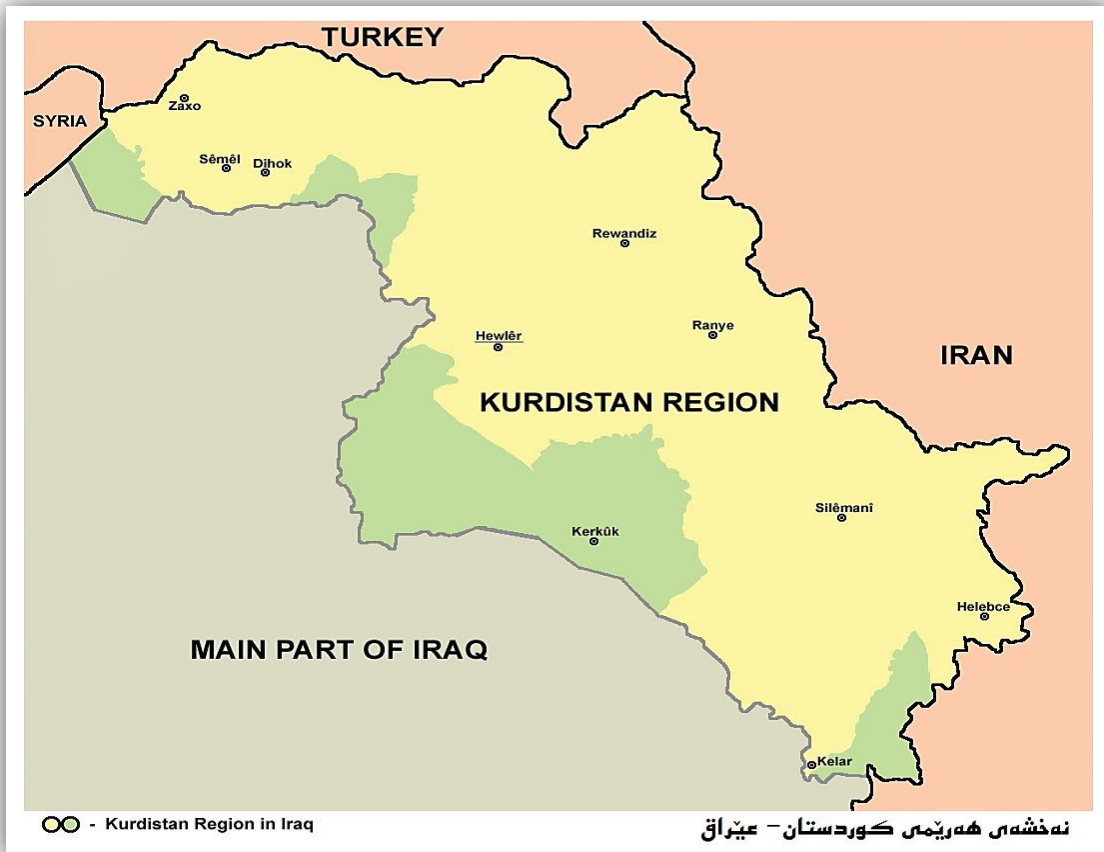 TURKEY
SYRIA
Zaxo
Sêmêl
Dihok
Rewandiz
Hewlêr
Ranye
IRAN
KURDISTAN REGION
Silêmanî
Kerkûk
Helebce
MAIN PART OF IRAQ
Kelar
- Kurdistan Region in Iraq
نەخشەی هەرێمی کوردستان- عێراق